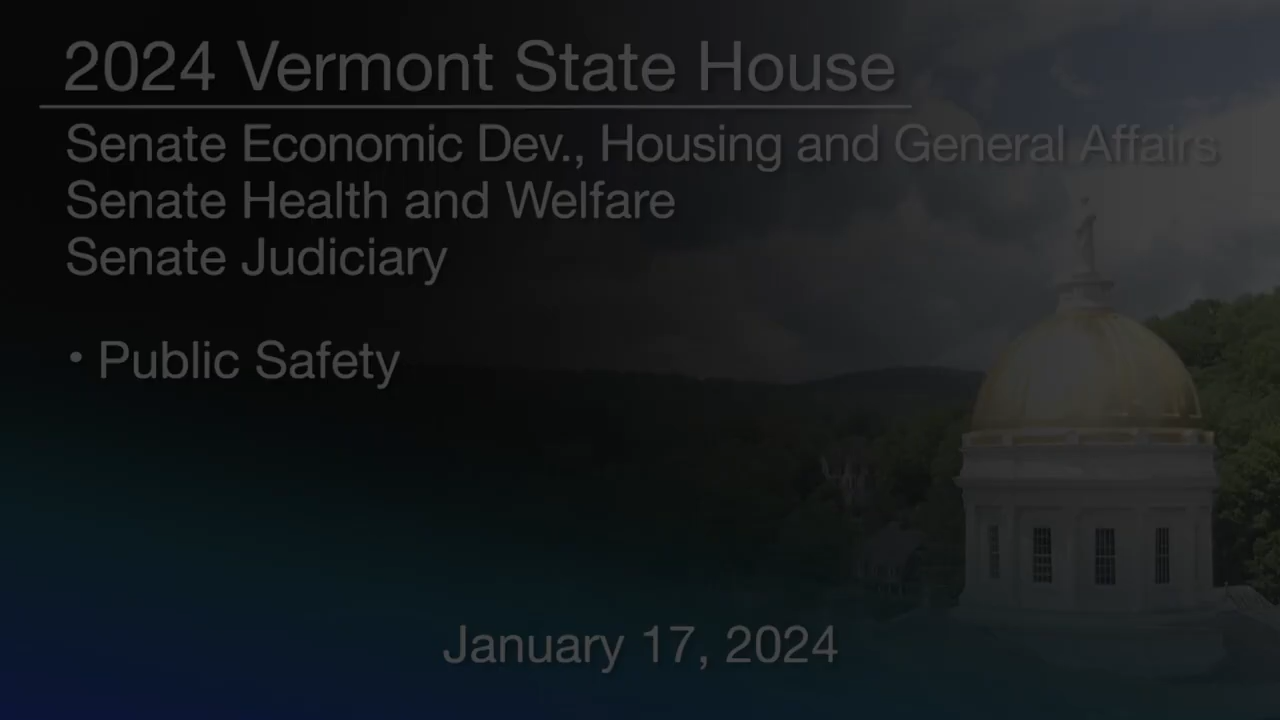 2024 Vermont State House
Senate Economic Dev., Housing and General Affairs
Senate Health and Welfare
Senate Judiciary
• Public Safety
January 17, 2024